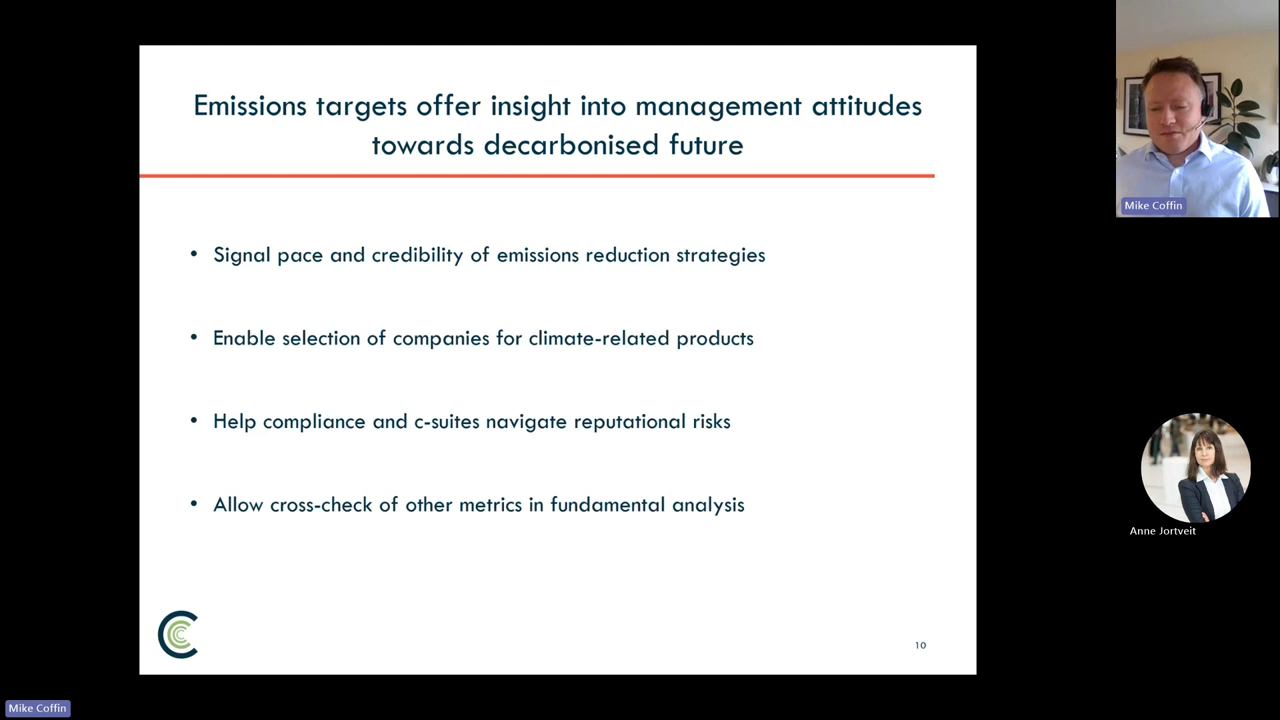 Emissions targets offer insight into management attitudes
towards decarbonised future
• Signal pace and credibility of emissions reduction strategies
• Enable selection of companies for climate-related products
• Help compliance and c-suites navigate reputational risks
• Allow cross-check of other metrics in fundamental analysis
10
Mike Coffin
Anne Jortveit
Mike Coffin